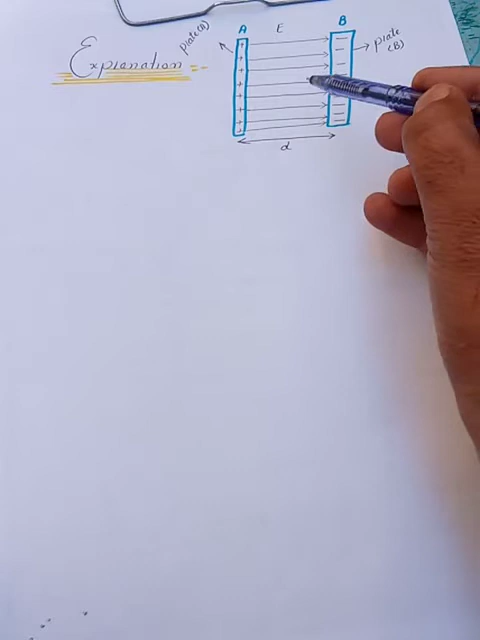 Explanation
plate(A)
A
E
B
plate
(B)
+
+
+
+
+
+
+
+
d